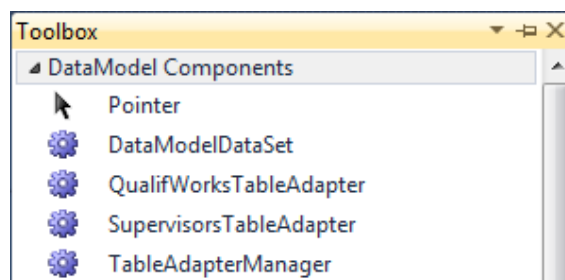 Toolbox
DataModel Components
Pointer
DataModelDataSet
QualifWorksTableAdapter
SupervisorsTableAdapter
TableAdapterManager